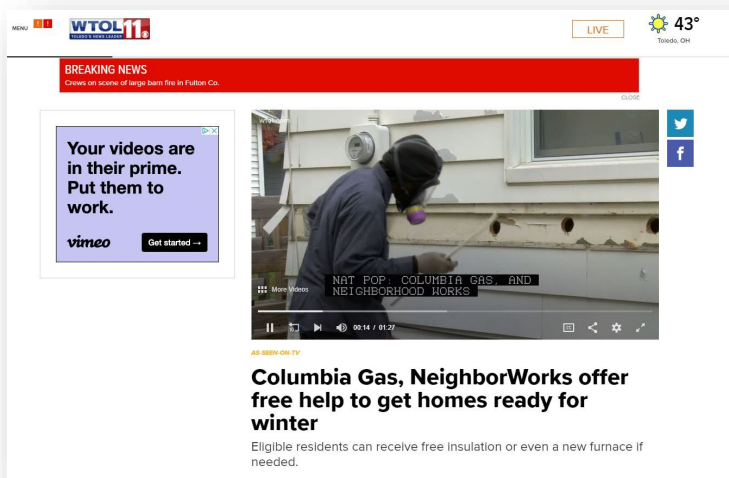 MENU
! !
WTOL 11
TOLEDO'S NEWS LEADER
LIVE
43°
Toledo, OH
BREAKING NEWS
Crews on scene of large barn fire in Fulton Co.
CLOSE
Your videos are
in their prime.
Put them to
work.
vimeo
Get started →
wtol.com
NAT POP: COLUMBIA GAS, AND
NEIGHBORHOOD WORKS
More Videos
00:14 / 01:27
CC
AS-SEEN-ON-TV
Columbia Gas, NeighborWorks offer
free help to get homes ready for
winter
Eligible residents can receive free insulation or even a new furnace if
needed.